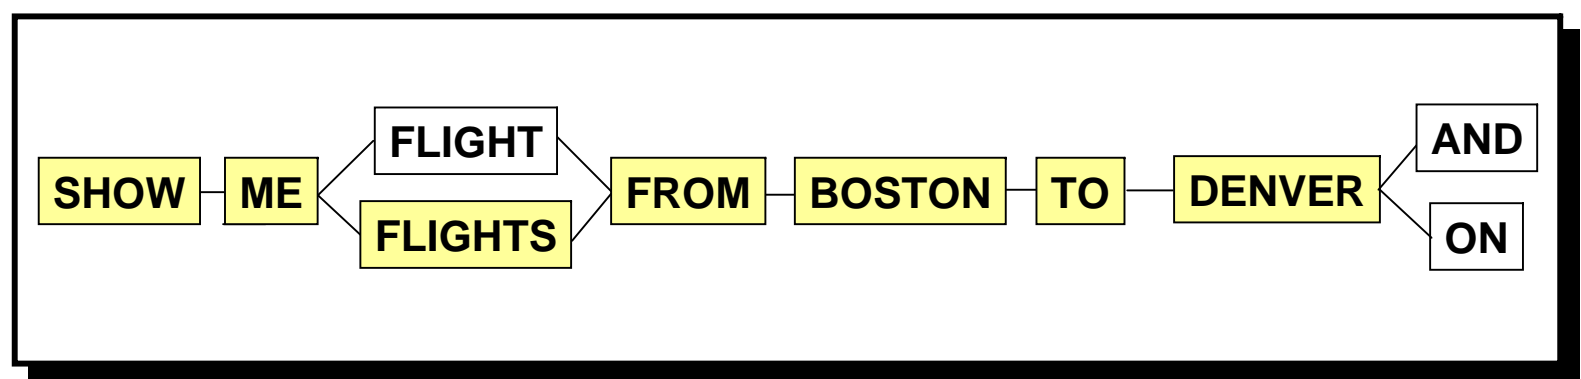 SHOW
ME
FLIGHT
FLIGHTS
FROM
BOSTON
TO
DENVER
AND
ON